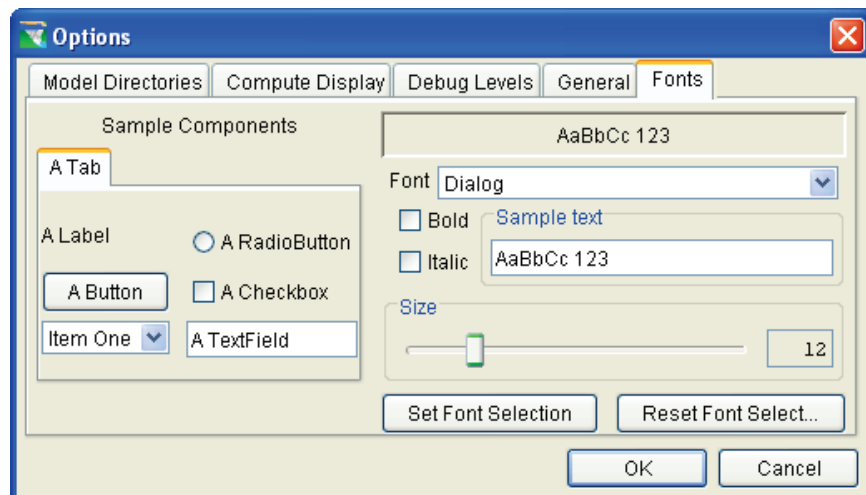 Options
Model Directories Compute Display Debug Levels General Fonts
Sample Components
A Tab
A Label
A RadioButton
A Button
A Checkbox
Item One
A TextField
AaBbCc 123
Font Dialog
Bold
Italic
Sample text
AaBbCc 123
Size
12
Set Font Selection Reset Font Select...
OK Cancel